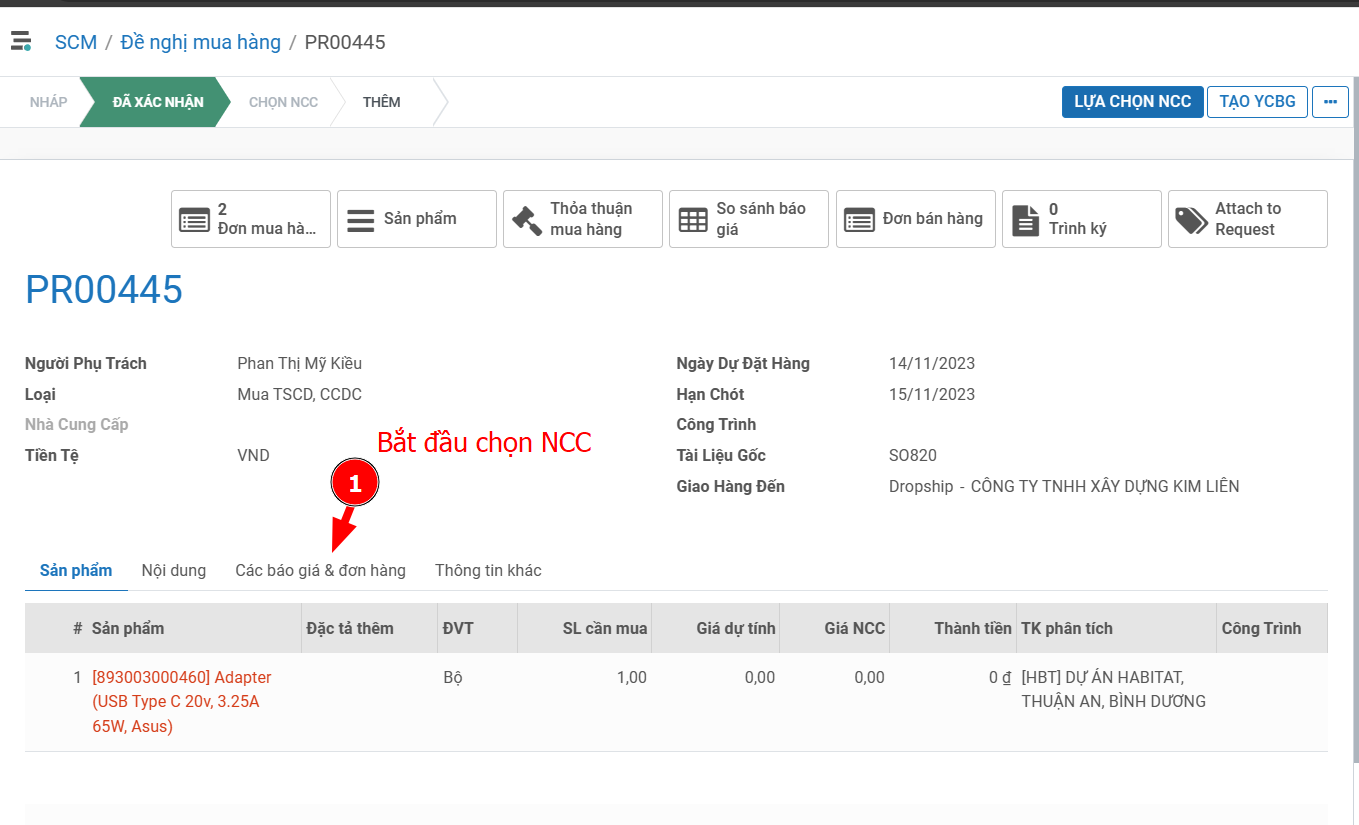 SCM / Đề nghị mua hàng / PR00445
NHÁP ĐÃ XÁC NHẬN CHỌN NCC THÊM LỰA CHỌN NCC TẠO YCBG ...
2
Đơn mua hà...
Sản phẩm
Thỏa thuận
mua hàng
So sánh báo
giá
Đơn bán hàng
0
Trình ký
Attach to
Request
PR00445
Người Phụ Trách Phan Thị Mỹ Kiều Ngày Dự Đặt Hàng 14/11/2023
Loại Mua TSCD, CCDC Hạn Chót 15/11/2023
Nhà Cung Cấp Công Trình
Bắt đầu chọn NCC
Tiền Tệ VND Tài Liệu Gốc SO820
1
Giao Hàng Đến Dropship - CÔNG TY TNHH XÂY DỰNG KIM LIÊN
Sản phẩm Nội dung Các báo giá & đơn hàng Thông tin khác
# Sản phẩm Đặc tả thêm ĐVT SL cần mua Giá dự tính Giá NCC Thành tiền TK phân tích Công Trình
1 [893003000460] Adapter Bộ 1,00 0,00 0,00 0 ₫ [HBT] DỰ ÁN HABITAT,
(USB Type C 20v, 3.25A THUẬN AN, BÌNH DƯƠNG
65W, Asus)